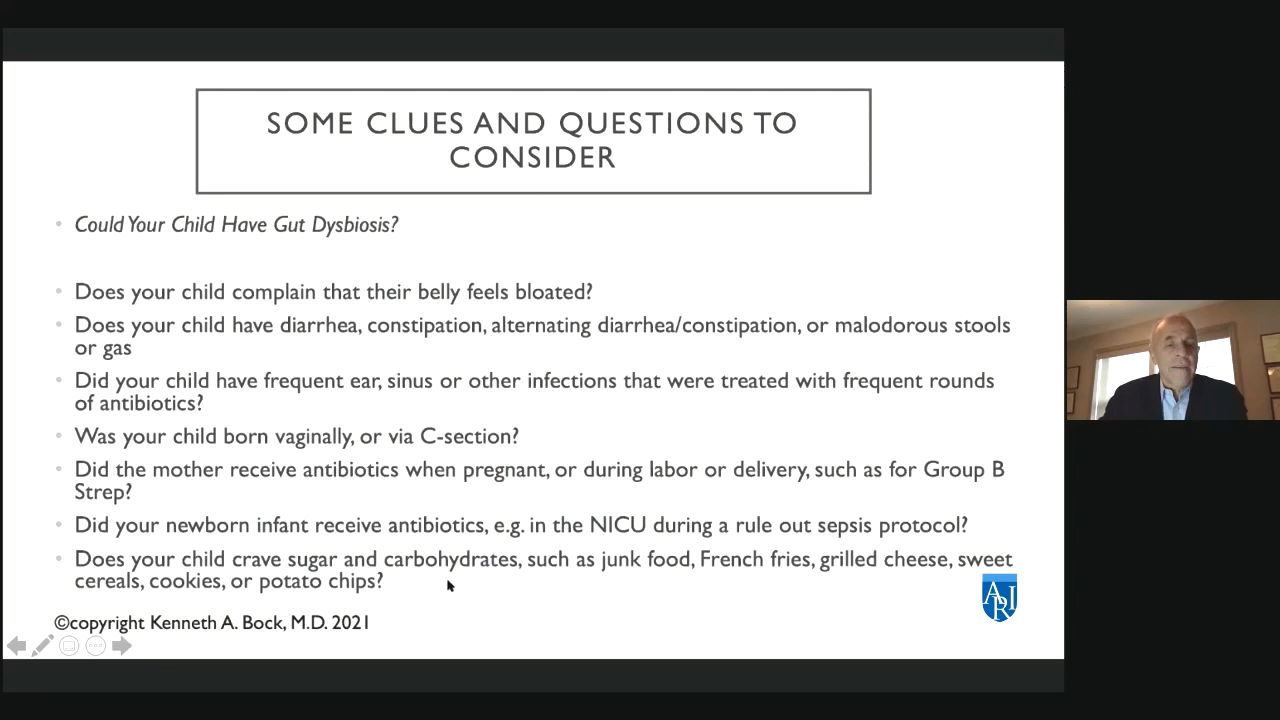 SOME CLUES AND QUESTIONS TO
CONSIDER
Could Your Child Have Gut Dysbiosis?
Does your child complain that their belly feels bloated?
Does your child have diarrhea, constipation, alternating diarrhea/constipation, or malodorous stools
or gas
Did your child have frequent ear, sinus or other infections that were treated with frequent rounds
of antibiotics?
Was your child born vaginally, or via C-section?
Did the mother receive antibiotics when pregnant, or during labor or delivery, such as for Group B
Strep?
Did your newborn infant receive antibiotics, e.g. in the NICU during a rule out sepsis protocol?
Does your child crave sugar and carbohydrates, such as junk food, French fries, grilled cheese, sweet
cereals, cookies, or potato chips?
©copyright Kenneth A. Bock, M.D. 2021
ARI